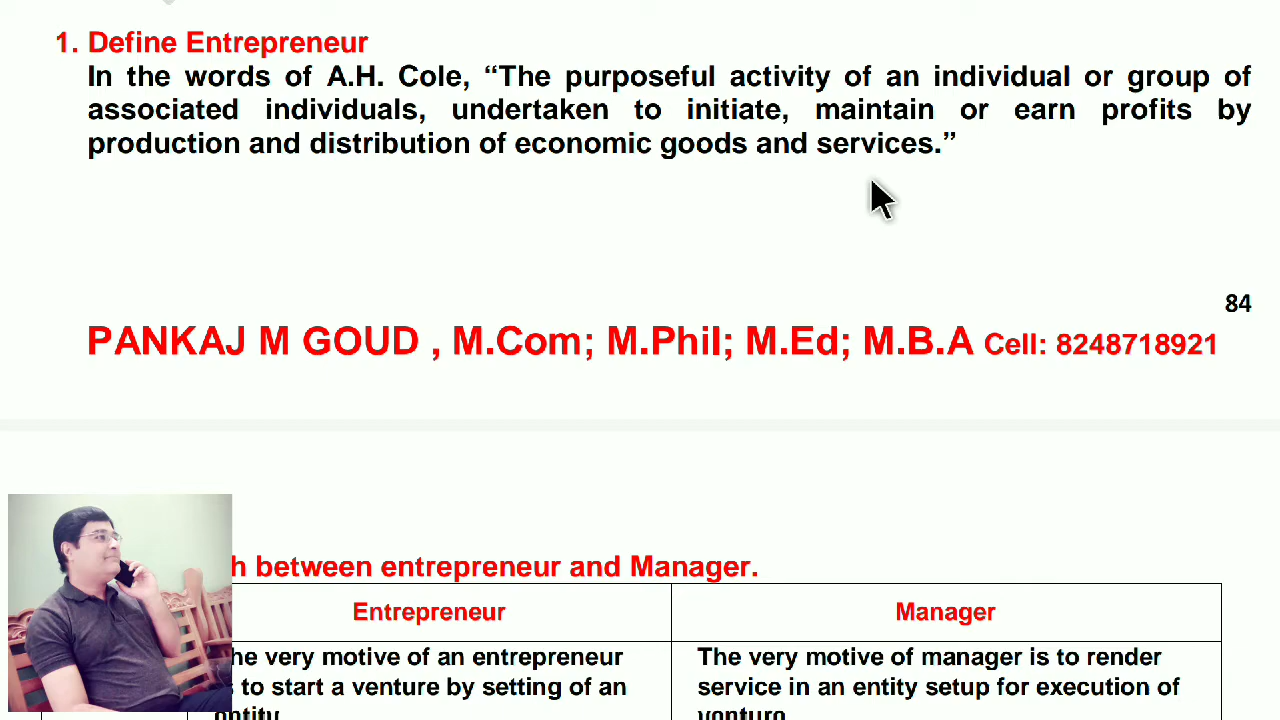 1. Define Entrepreneur
In the words of A.H. Cole, “The purposeful activity of an individual or group of
associated individuals, undertaken to initiate, maintain or earn profits by
production and distribution of economic goods and services.”
84
PANKAJ M GOUD , M.Com; M.Phil; M.Ed; M.B.A Cell: 8248718921
between entrepreneur and Manager.
Entrepreneur Manager
very motive of an entrepreneur The very motive of manager is to render
to start a venture by setting of an service in an entity setup for execution of